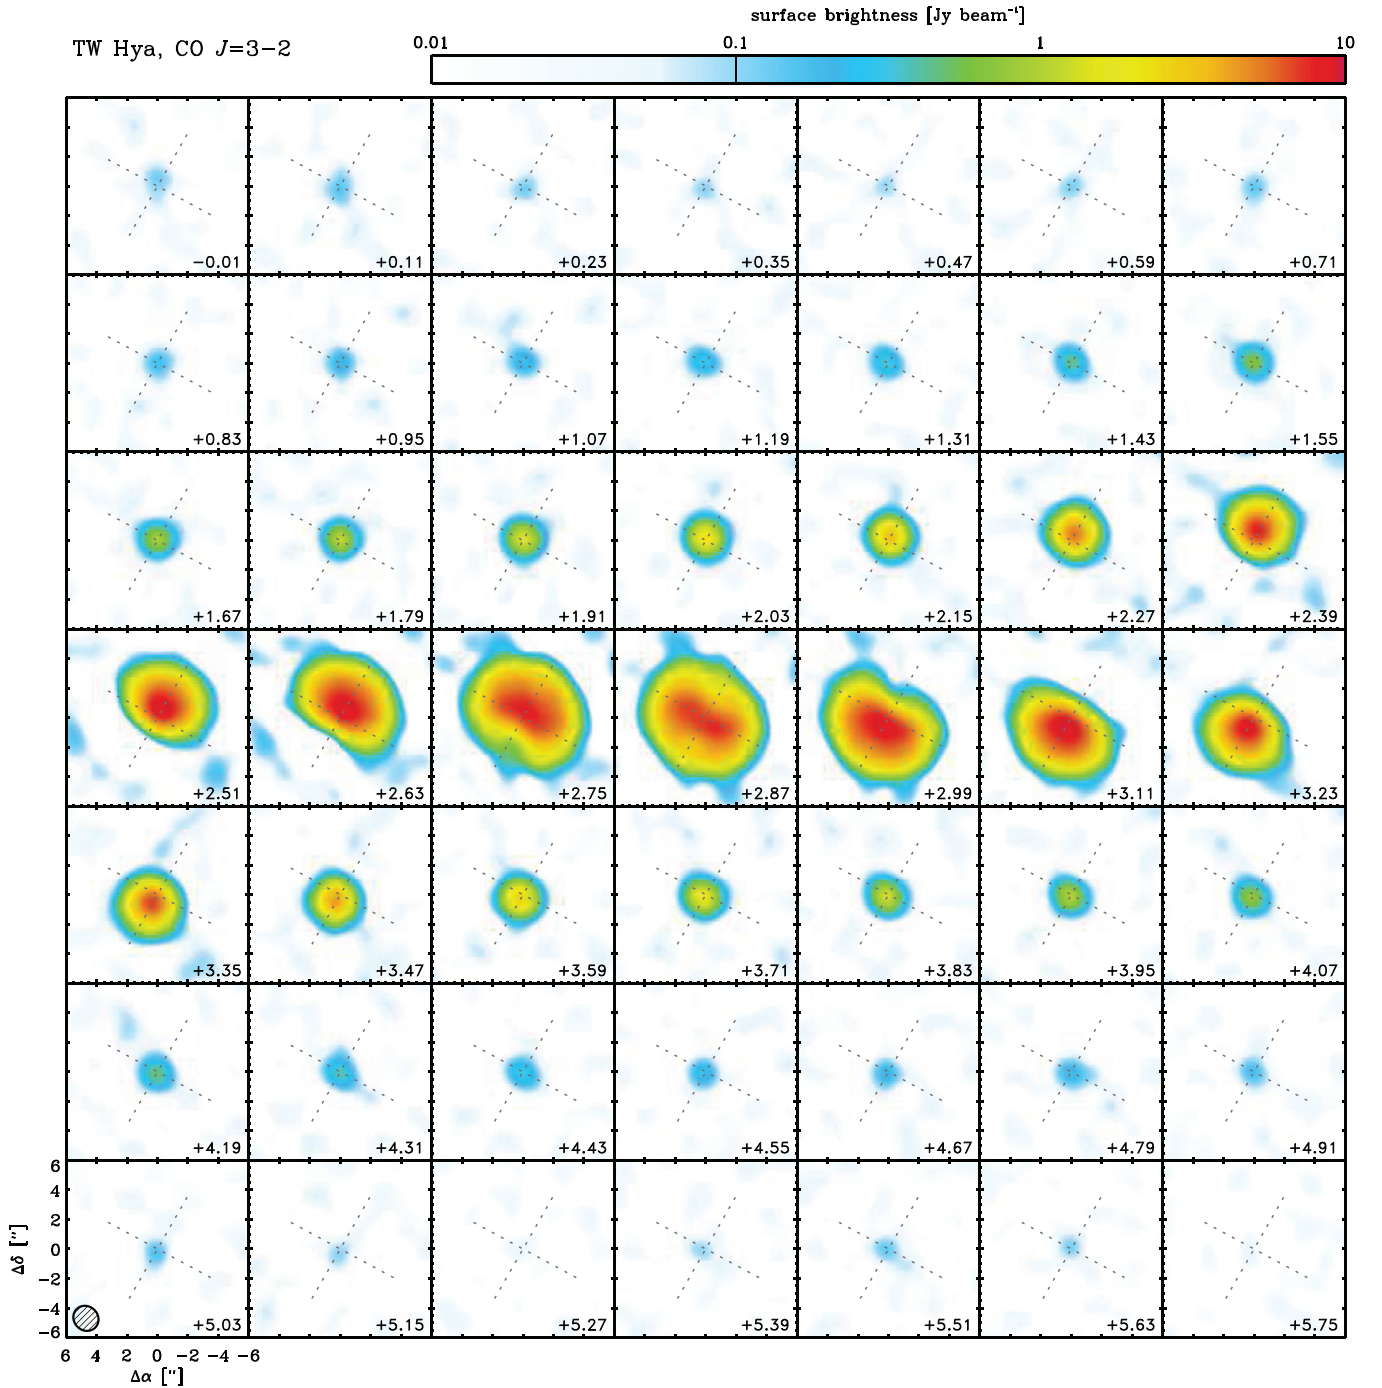 surface brightness [Jy beam⁻¹]
TW Hya, CO J=3−2
0.01 0.1 1 10
−0.01 +0.11 +0.23 +0.35 +0.47 +0.59 +0.71
+0.83 +0.95 +1.07 +1.19 +1.31 +1.43 +1.55
+1.67 +1.79 +1.91 +2.03 +2.15 +2.27 +2.39
+2.51 +2.63 +2.75 +2.87 +2.99 +3.11 +3.23
+3.35 +3.47 +3.59 +3.71 +3.83 +3.95 +4.07
+4.19 +4.31 +4.43 +4.55 +4.67 +4.79 +4.91
6
4
2
0
−2
−4
−6
Δδ ["]
+5.03 +5.15 +5.27 +5.39 +5.51 +5.63 +5.75
6 4 2 0 −2 −4 −6
Δα ["]